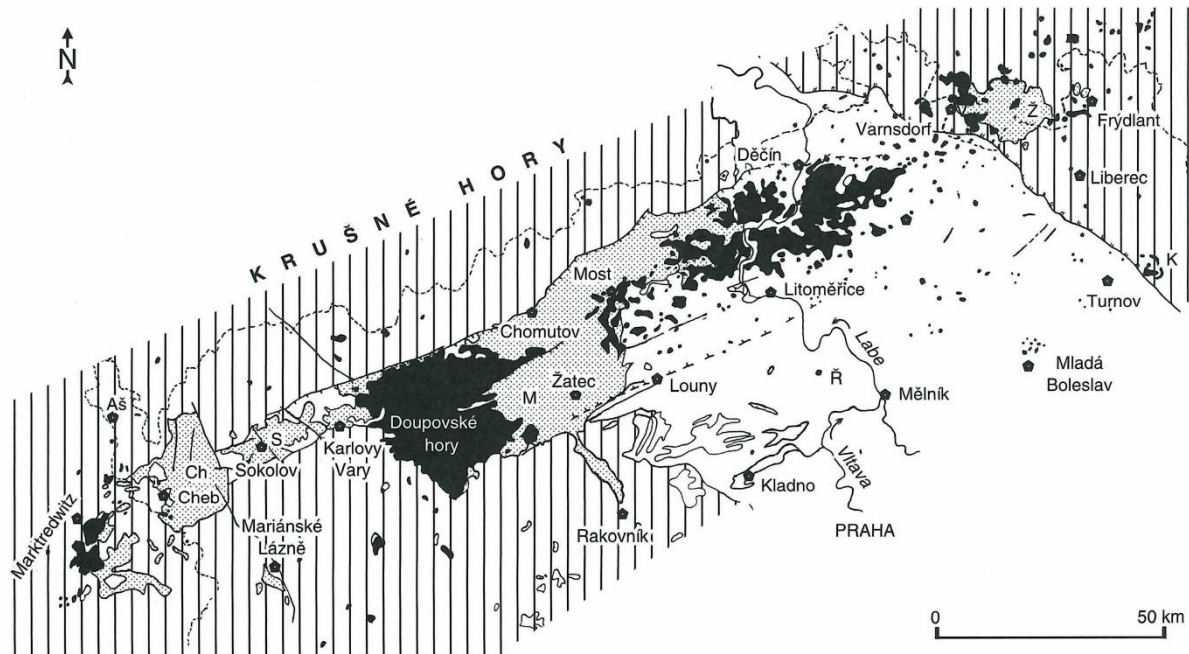 N
KRUŠNÉ HORY
Varnsdorf
V
Ž
Frýdlant
Děčín
Liberec
K
Most
Litoměřice
Turnov
Chomutov
Labe
Mladá
Boleslav
Žatec
M
Louny
Ř
Mělník
Aš
Doupovské
hory
Karlovy
Vary
S
Sokolov
Ch
Cheb
Kladno
Vltava
Mariánské
Lázně
Marktredwitz
Rakovník
PRAHA
0
50 km